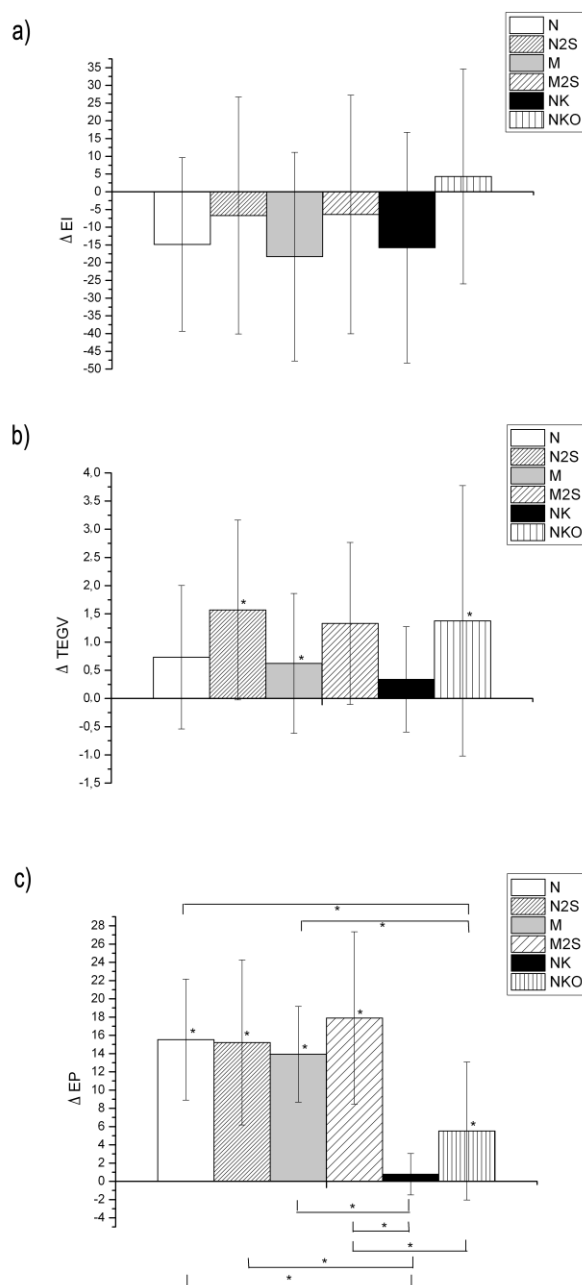 a)
N
N2S
M
M2S
NK
NKO
35
30
25
20
15
10
5
0
-5
-10
-15
-20
-25
-30
-35
-40
-45
-50
Δ EI
b)
N
N2S
M
M2S
NK
NKO
4,0
3,5
3,0
2,5
2,0
1,5
1,0
0,5
0,0
-0,5
-1,0
-1,5
Δ TEGV
* * *
c)
N
N2S
M
M2S
NK
NKO
*
*
28
26
24
22
20
18
16
14
12
10
8
6
4
2
0
-2
-4
Δ EP
* * * * *
*
*
*
*
*